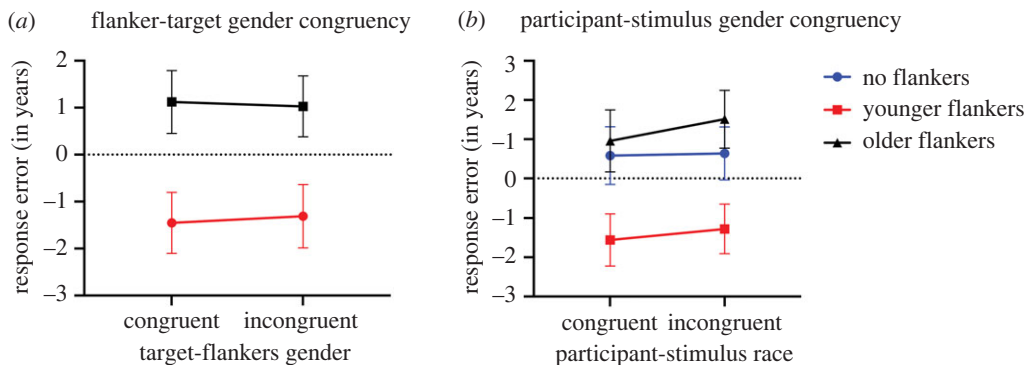 (a) flanker-target gender congruency
response error (in years)
2
1
0
–1
–2
–3
congruent incongruent
target-flankers gender
(b) participant-stimulus gender congruency
response error (in years)
3
2
–1
0
–1
–2
–3
congruent incongruent
participant-stimulus race
no flankers
younger flankers
older flankers